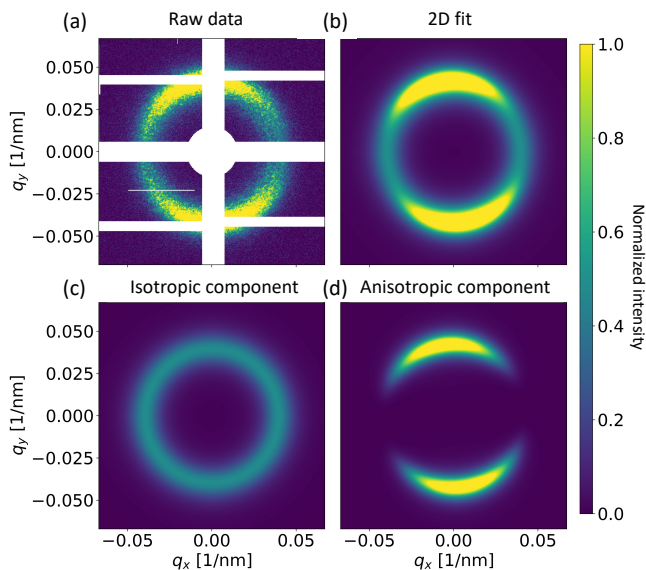 (a) Raw data
(b) 2D fit
0.050
0.025
0.000
−0.025
−0.050
q_y [1/nm]
1.0
0.8
0.6
0.4
0.2
0.0
Normalized intensity
(c) Isotropic component
(d) Anisotropic component
0.050
0.025
0.000
−0.025
−0.050
q_y [1/nm]
−0.05 0.00 0.05
q_x [1/nm]
−0.05 0.00 0.05
q_x [1/nm]